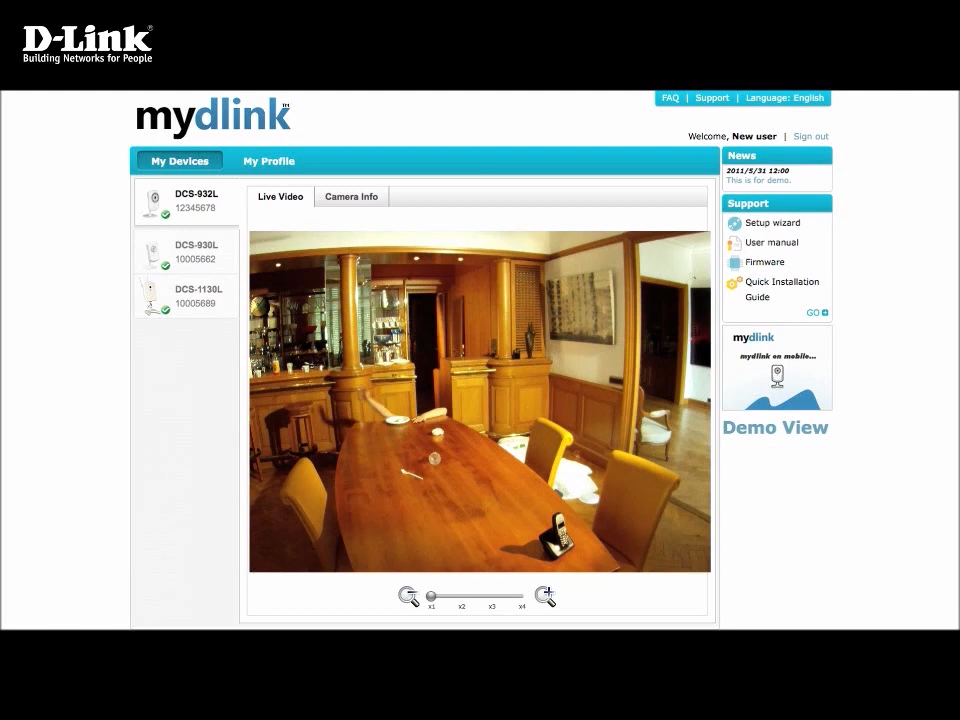 D-Link®
Building Networks for People
mydlink™
FAQ | Support | Language: English
Welcome, New user | Sign out
My Devices
My Profile
DCS-932L
12345678
DCS-930L
10005662
DCS-1130L
10005689
Live Video
Camera Info
x1 x2 x3 x4
News
2011/5/31 12:00
This is for demo.
Support
Setup wizard
User manual
Firmware
Quick Installation
Guide
GO
mydlink
mydlink on mobile...
Demo View